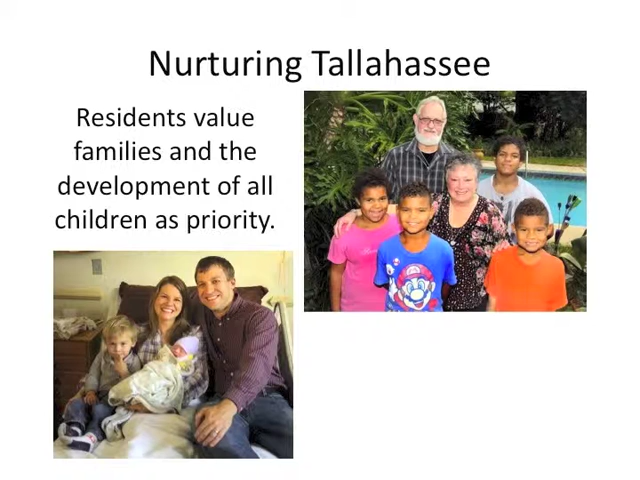 Nurturing Tallahassee
Residents value
families and the
development of all
children as priority.